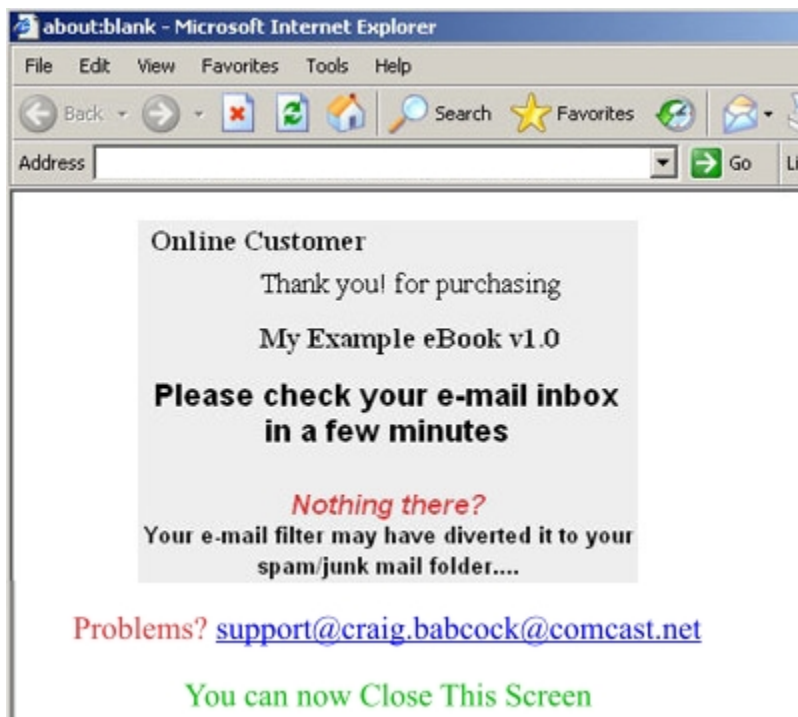 about:blank - Microsoft Internet Explorer
File Edit View Favorites Tools Help
Back Search Favorites
Address Go Li
Online Customer
Thank you! for purchasing
My Example eBook v1.0
Please check your e-mail inbox
in a few minutes
Nothing there?
Your e-mail filter may have diverted it to your
spam/junk mail folder....
Problems? support@craig.babcock@comcast.net
You can now Close This Screen